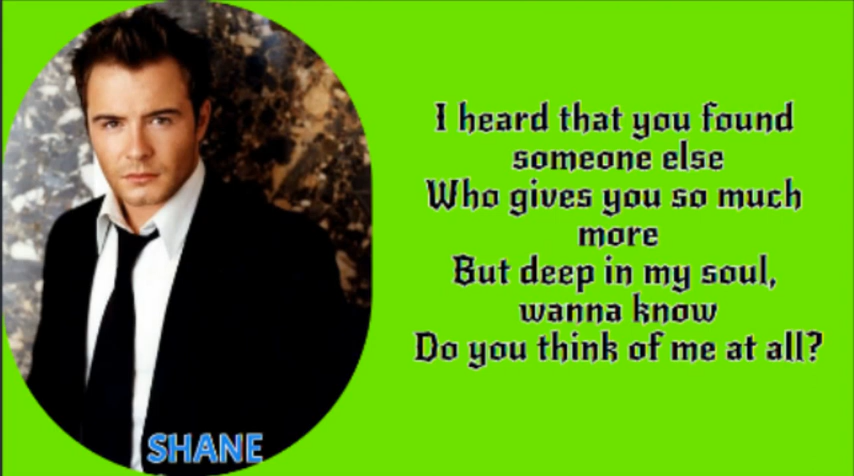 I heard that you found
someone else
Who gives you so much
more
But deep in my soul,
wanna know
Do you think of me at all?
SHANE